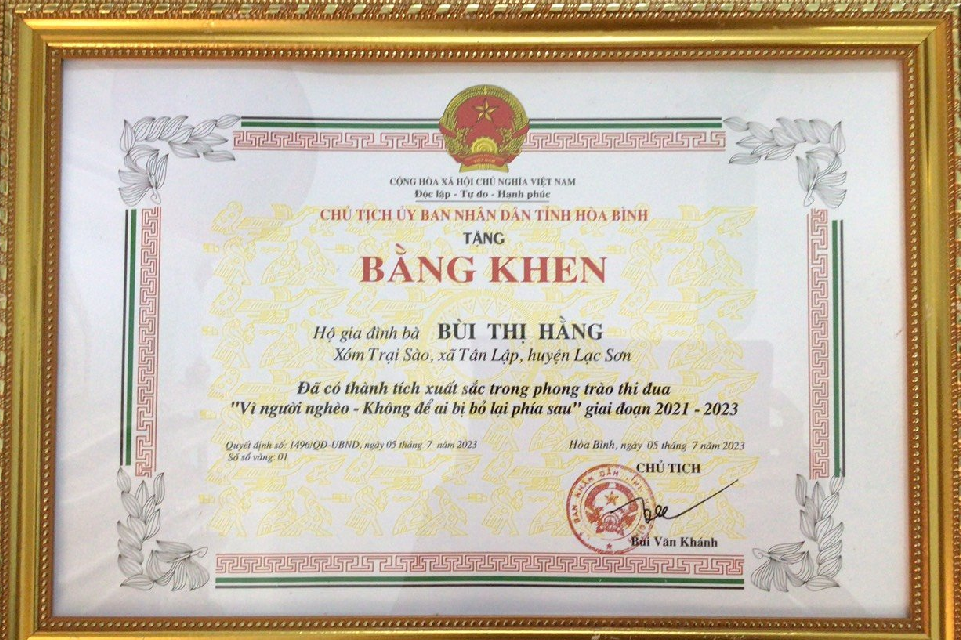 CỘNG HÒA XÃ HỘI CHỦ NGHĨA VIỆT NAM
Độc lập - Tự do - Hạnh phúc
CHỦ TỊCH ỦY BAN NHÂN DÂN TỈNH HÒA BÌNH
TẶNG
BẰNG KHEN
Hộ gia đình bà BÙI THỊ HẰNG
Xóm Trại Sào, xã Tân Lập, huyện Lạc Sơn
Đã có thành tích xuất sắc trong phong trào thi đua
"Vì người nghèo - Không để ai bị bỏ lại phía sau" giai đoạn 2021 - 2023
Quyết định số: 1496/QĐ-UBND, ngày 05 tháng 7 năm 2023
Số sổ vàng: 01
Hòa Bình, ngày 05 tháng 7 năm 2023
CHỦ TỊCH
BAN NHÂN DÂN
Bùi Văn Khánh